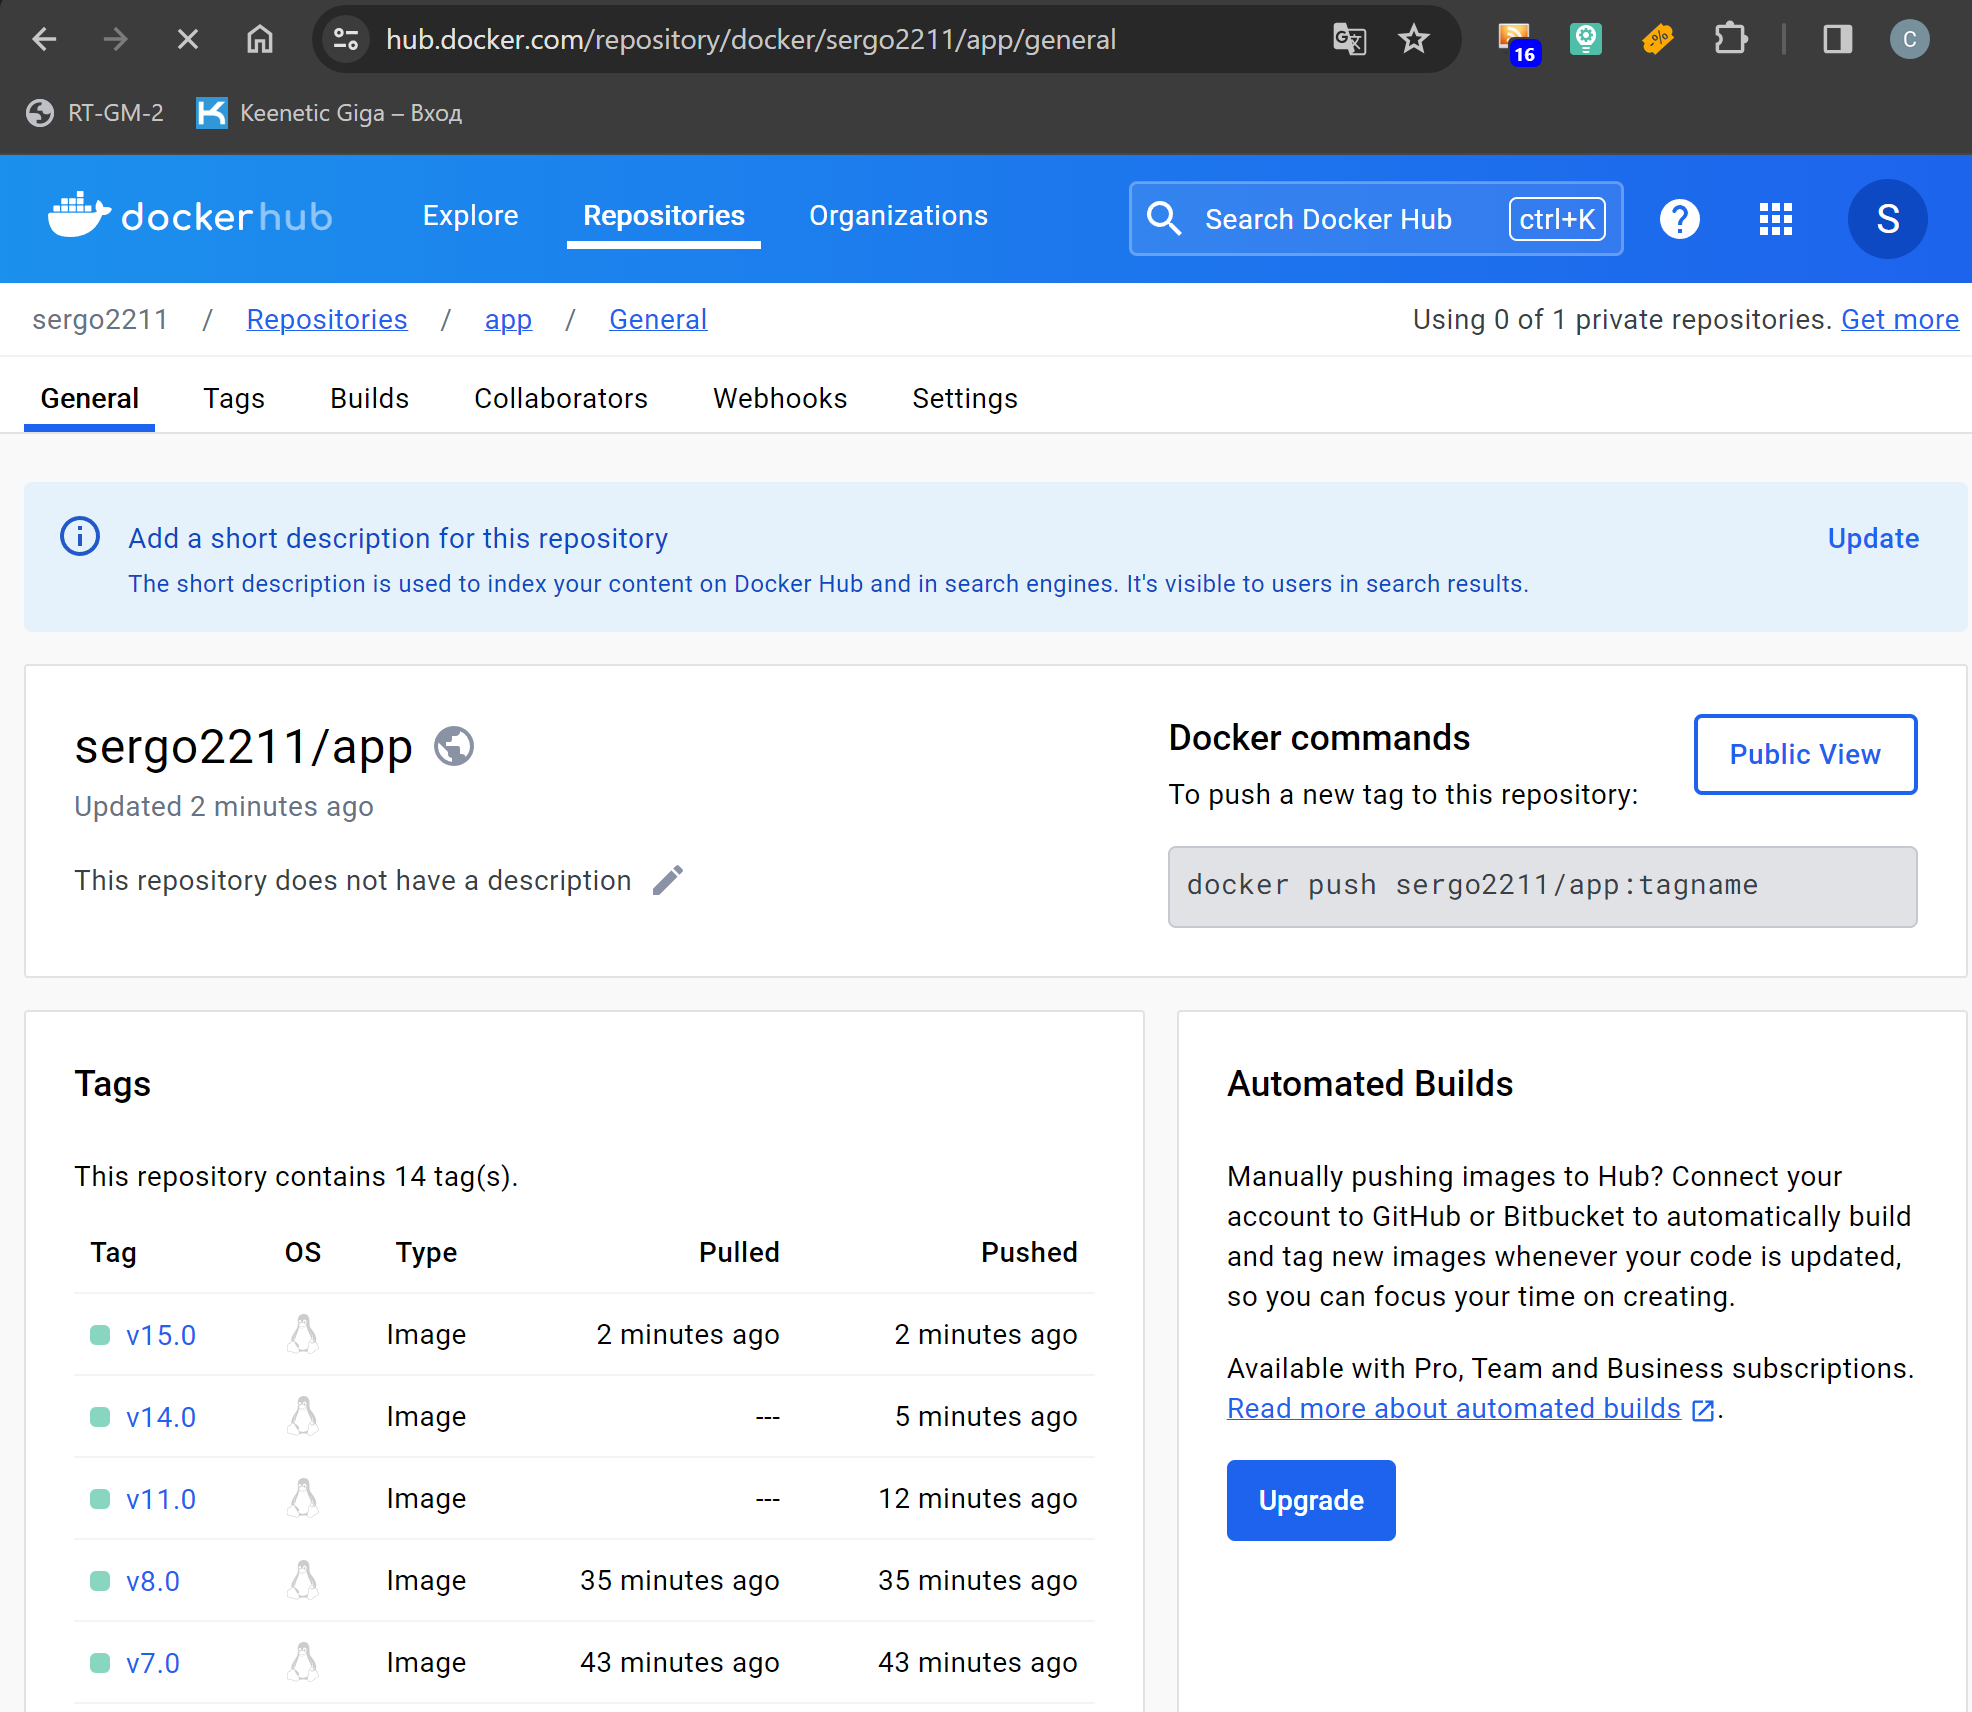 hub.docker.com/repository/docker/sergo2211/app/general
16
C
RT-GM-2
Keenetic Giga – Вход
dockerhub
Explore
Repositories
Organizations
Search Docker Hub
ctrl+K
?
S
sergo2211 / Repositories / app / General
Using 0 of 1 private repositories. Get more
General
Tags
Builds
Collaborators
Webhooks
Settings
Add a short description for this repository
Update
The short description is used to index your content on Docker Hub and in search engines. It's visible to users in search results.
sergo2211/app
Updated 2 minutes ago
This repository does not have a description
Docker commands
Public View
To push a new tag to this repository:
docker push sergo2211/app:tagname
Tags
This repository contains 14 tag(s).
Tag OS Type Pulled Pushed
v15.0 Image 2 minutes ago 2 minutes ago
v14.0 Image --- 5 minutes ago
v11.0 Image --- 12 minutes ago
v8.0 Image 35 minutes ago 35 minutes ago
v7.0 Image 43 minutes ago 43 minutes ago
Automated Builds
Manually pushing images to Hub? Connect your
account to GitHub or Bitbucket to automatically build
and tag new images whenever your code is updated,
so you can focus your time on creating.
Available with Pro, Team and Business subscriptions.
Read more about automated builds .
Upgrade